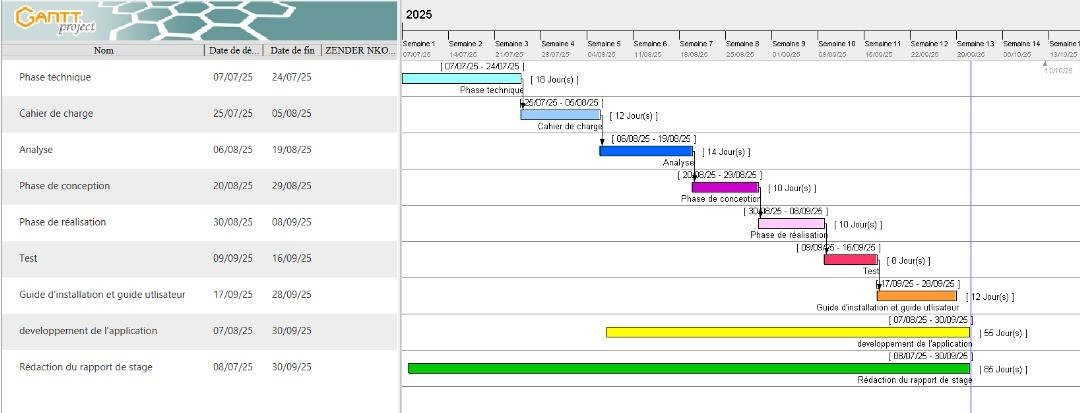 GANTT
project
2025
Nom Date de dé... Date de fin ZENDER NKO...
Semaine 1 Semaine 2 Semaine 3 Semaine 4 Semaine 5 Semaine 6 Semaine 7 Semaine 8 Semaine 9 Semaine 10 Semaine 11 Semaine 12 Semaine 13 Semaine 14 Semaine 1
07/07/25 14/07/25 21/07/25 28/07/25 04/08/25 11/08/25 18/08/25 25/08/25 01/09/25 08/09/25 15/09/25 22/09/25 29/09/25 06/10/25 13/10/25
12/10/25
Phase technique 07/07/25 24/07/25
[ 07/07/25 - 24/07/25 ]
[ 18 Jour(s) ]
Phase technique
Cahier de charge 25/07/25 05/08/25
[ 25/07/25 - 05/08/25 ]
[ 12 Jour(s) ]
Cahier de charge
Analyse 06/08/25 19/08/25
[ 06/08/25 - 19/08/25 ]
[ 14 Jour(s) ]
Analyse
Phase de conception 20/08/25 29/08/25
[ 20/08/25 - 29/08/25 ]
[ 10 Jour(s) ]
Phase de conception
Phase de réalisation 30/08/25 08/09/25
[ 30/08/25 - 08/09/25 ]
[ 10 Jour(s) ]
Phase de réalisation
Test 09/09/25 16/09/25
[ 09/09/25 - 16/09/25 ]
[ 8 Jour(s) ]
Test
Guide d'installation et guide utlisateur 17/09/25 28/09/25
[ 17/09/25 - 28/09/25 ]
[ 12 Jour(s) ]
Guide d'installation et guide utlisateur
developpement de l'application 07/08/25 30/09/25
[ 07/08/25 - 30/09/25 ]
[ 55 Jour(s) ]
developpement de l'application
Rédaction du rapport de stage 08/07/25 30/09/25
[ 08/07/25 - 30/09/25 ]
[ 85 Jour(s) ]
Rédaction du rapport de stage